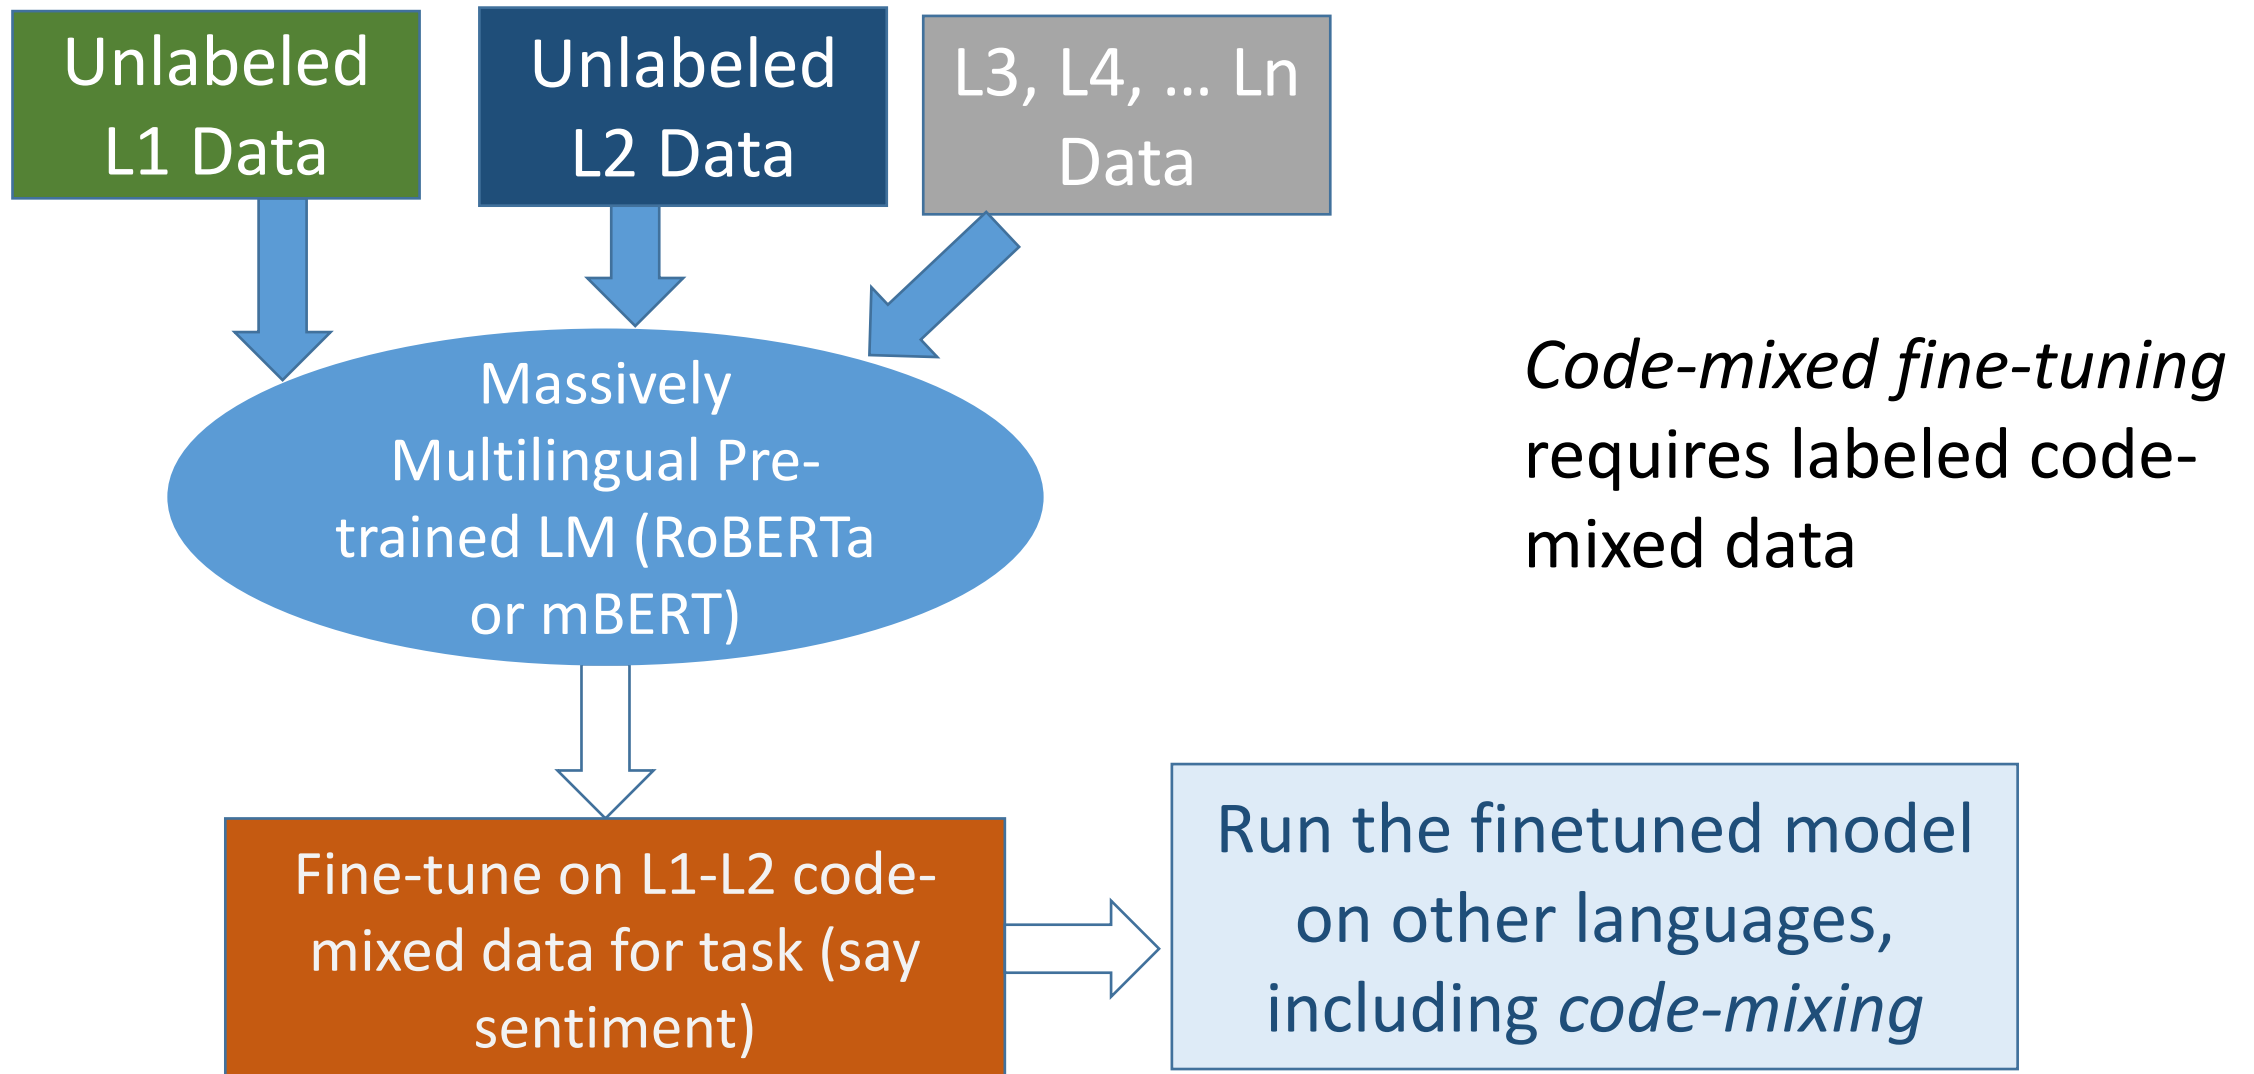 Unlabeled
L1 Data
Unlabeled
L2 Data
L3, L4, ... Ln
Data
Massively
Multilingual Pre-
trained LM (RoBERTa
or mBERT)
Code-mixed fine-tuning
requires labeled code-
mixed data
Fine-tune on L1-L2 code-
mixed data for task (say
sentiment)
Run the finetuned model
on other languages,
including code-mixing